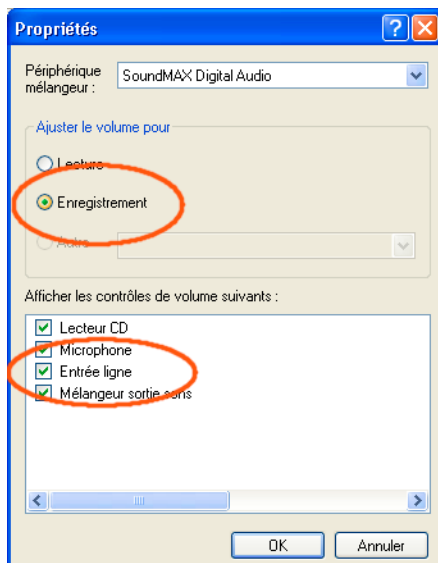 Propriétés
Périphérique
mélangeur :
SoundMAX Digital Audio
Ajuster le volume pour
Lecture
Enregistrement
Autre
Afficher les contrôles de volume suivants :
Lecteur CD
Microphone
Entrée ligne
Mélangeur sortie sons
OK
Annuler